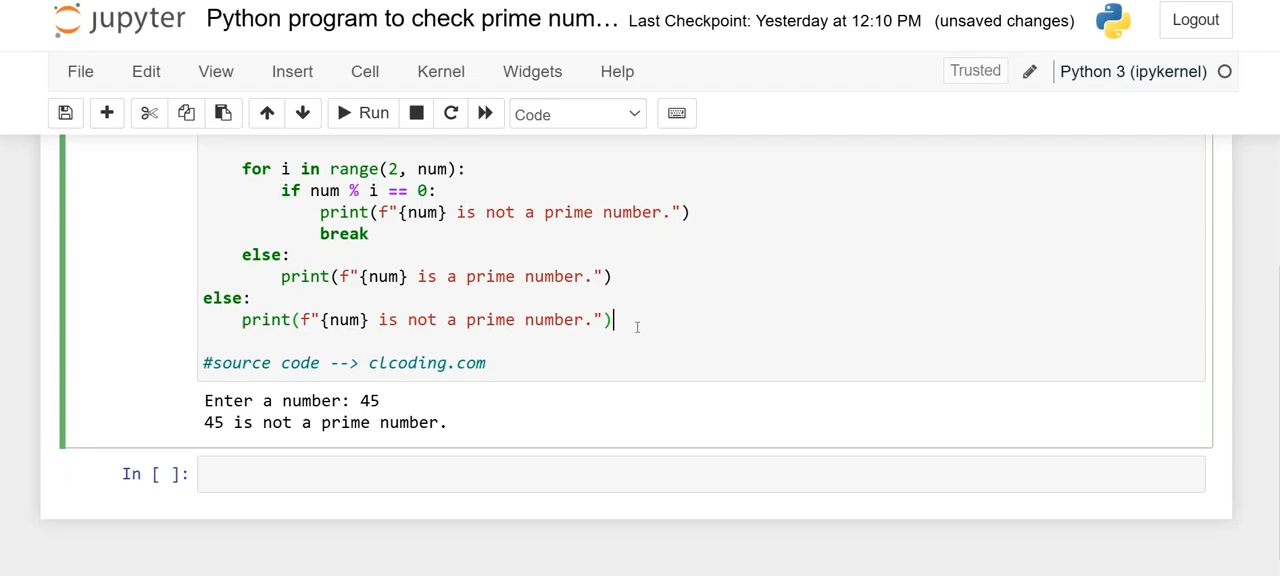 jupyter Python program to check prime num... Last Checkpoint: Yesterday at 12:10 PM (unsaved changes) Logout
File Edit View Insert Cell Kernel Widgets Help Trusted Python 3 (ipykernel)
Run Code
for i in range(2, num):
if num % i == 0:
print(f"{num} is not a prime number.")
break
else:
print(f"{num} is a prime number.")
else:
print(f"{num} is not a prime number.")
#source code --> clcoding.com
Enter a number: 45
45 is not a prime number.
In [ ]: